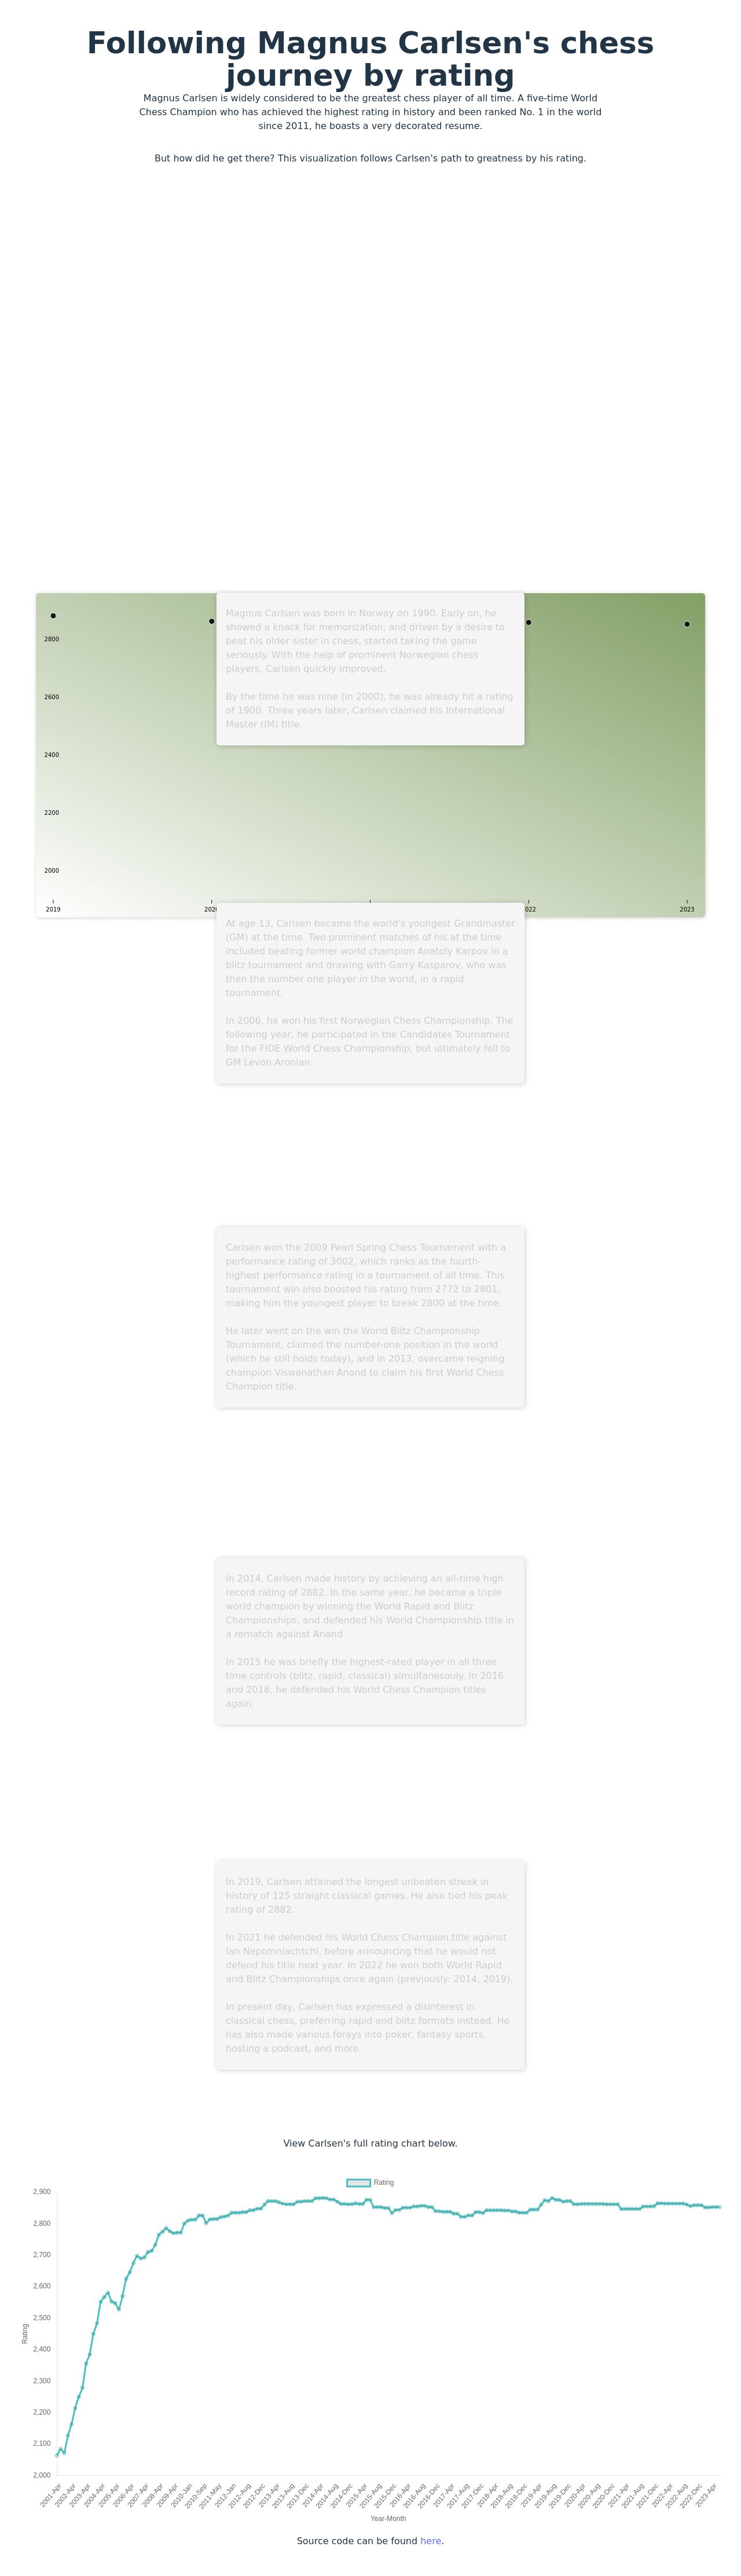 Following Magnus Carlsen's chess
journey by rating
Magnus Carlsen is widely considered to be the greatest chess player of all time. A five-time World
Chess Champion who has achieved the highest rating in history and been ranked No. 1 in the world
since 2011, he boasts a very decorated resume.
But how did he get there? This visualization follows Carlsen's path to greatness by his rating.
Magnus Carlsen was born in Norway on 1990. Early on, he
showed a knack for memorization, and driven by a desire to
beat his older sister in chess, started taking the game
seriously. With the help of prominent Norwegian chess
players, Carlsen quickly improved.
By the time he was nine (in 2000), he was already hit a rating
of 1900. Three years later, Carlsen claimed his International
Master (IM) title.
2800
2600
2400
2200
2000
2019
202
022
2023
At age 13, Carlsen became the world's youngest Grandmaster
(GM) at the time. Two prominent matches of his at the time
included beating former world champion Anatoly Karpov in a
blitz tournament and drawing with Garry Kasparov, who was
then the number one player in the world, in a rapid
tournament.
In 2006, he won his first Norwegian Chess Championship. The
following year, he participated in the Candidates Tournament
for the FIDE World Chess Championship, but ultimately fell to
GM Levon Aronian
Carlsen won the 2009 Pearl Spring Chess Tournament with a
performance rating of 3002, which ranks as the fourth-
highest performance rating in a tournament of all time. This
tournament win also boosted his rating from 2772 to 2801,
making him the youngest player to break 2800 at the time.
He later went on the win the World Blitz Championship
Tournament, claimed the number-one position in the world
(which he still holds today), and in 2013, overcame reigning
champion Viswanathan Anand to claim his first World Chess
Champion title.
In 2014, Carlsen made history by achieving an all-time high
record rating of 2882. In the same year, he became a triple
world champion by winning the World Rapid and Blitz
Championships, and defended his World Championship title in
a rematch against Anand.
In 2015 he was briefly the highest-rated player in all three
time controls (blitz, rapid, classical) simultanesouly. In 2016
and 2018, he defended his World Chess Champion titles
again.
In 2019, Carlsen attained the longest unbeaten streak in
history of 125 straight classical games. He also tied his peak
rating of 2882.
In 2021 he defended his World Chess Champion title against
Ian Nepomniachtchi, before announcing that he would not
defend his title next year. In 2022 he won both World Rapid
and Blitz Championships once again (previously: 2014, 2019).
In present day, Carlsen has expressed a disinterest in
classical chess, preferring rapid and blitz formats instead. He
has also made various forays into poker, fantasy sports,
hosting a podcast, and more.
View Carlsen's full rating chart below.
Rating
2,900
2,800
2,700
2,600
2,500
2,400
2,300
2,200
2,100
2,000
Rating
2001-Apr
2002-Apr
2003-Apr
2004-Apr
2005-Apr
2006-Apr
2007-Apr
2008-Apr
2009-Apr
2010-Jan
2010-Sep
2011-May
2012-Jan
2012-Aug
2012-Dec
2013-Apr
2013-Aug
2013-Dec
2014-Apr
2014-Aug
2014-Dec
2015-Apr
2015-Aug
2015-Dec
2016-Apr
2016-Aug
2016-Dec
2017-Apr
2017-Aug
2017-Dec
2018-Apr
2018-Aug
2018-Dec
2019-Apr
2019-Aug
2019-Dec
2020-Apr
2020-Aug
2020-Dec
2021-Apr
2021-Aug
2021-Dec
2022-Apr
2022-Aug
2022-Dec
2023-Apr
Year-Month
Source code can be found here.